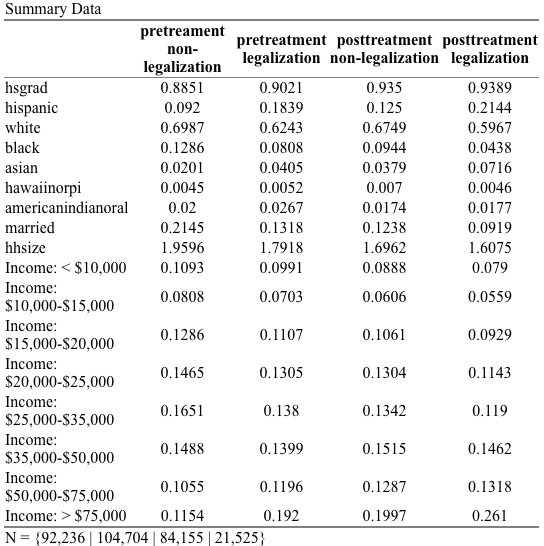 Summary Data
pretreament non-legalization pretreatment legalization posttreatment non-legalization posttreatment legalization
hsgrad 0.8851 0.9021 0.935 0.9389
hispanic 0.092 0.1839 0.125 0.2144
white 0.6987 0.6243 0.6749 0.5967
black 0.1286 0.0808 0.0944 0.0438
asian 0.0201 0.0405 0.0379 0.0716
hawaiinorpi 0.0045 0.0052 0.007 0.0046
americanindianoral 0.02 0.0267 0.0174 0.0177
married 0.2145 0.1318 0.1238 0.0919
hhsize 1.9596 1.7918 1.6962 1.6075
Income: < $10,000 0.1093 0.0991 0.0888 0.079
Income: $10,000-$15,000 0.0808 0.0703 0.0606 0.0559
Income: $15,000-$20,000 0.1286 0.1107 0.1061 0.0929
Income: $20,000-$25,000 0.1465 0.1305 0.1304 0.1143
Income: $25,000-$35,000 0.1651 0.138 0.1342 0.119
Income: $35,000-$50,000 0.1488 0.1399 0.1515 0.1462
Income: $50,000-$75,000 0.1055 0.1196 0.1287 0.1318
Income: > $75,000 0.1154 0.192 0.1997 0.261
N = {92,236 | 104,704 | 84,155 | 21,525}